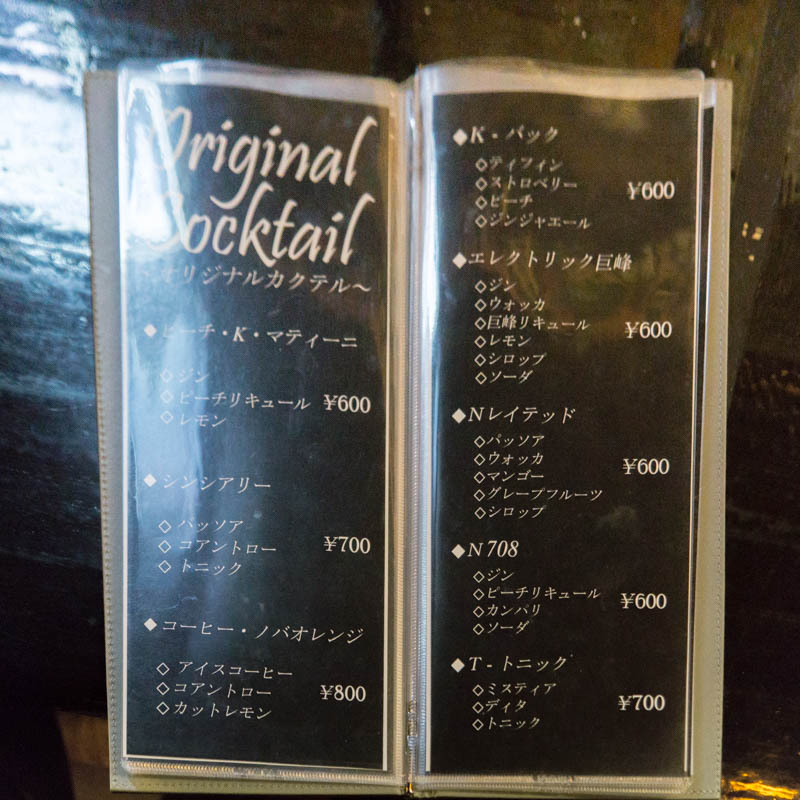 Original
Cocktail
～オリジナルカクテル～
◆ピーチ・K・マティーニ
◇ジン
◇ピーチリキュール ¥600
◇レモン
◆シンシアリー
◇パッソア
◇コアントロー ¥700
◇トニック
◆コーヒー・ノバオレンジ
◇アイスコーヒー
◇コアントロー ¥800
◇カットレモン
◆K - パック
◇ティフィン
◇ストロベリー ¥600
◇ピーチ
◇ジンジャエール
◆エレクトリック巨峰
◇ジン
◇ウォッカ
◇巨峰リキュール ¥600
◇レモン
◇シロップ
◇ソーダ
◆Nレイテッド
◇パッソア
◇ウォッカ
◇マンゴー ¥600
◇グレープフルーツ
◇シロップ
◆N 708
◇ジン
◇ピーチリキュール ¥600
◇カンパリ
◇ソーダ
◆T - トニック
◇ミスティア
◇ディタ ¥700
◇トニック